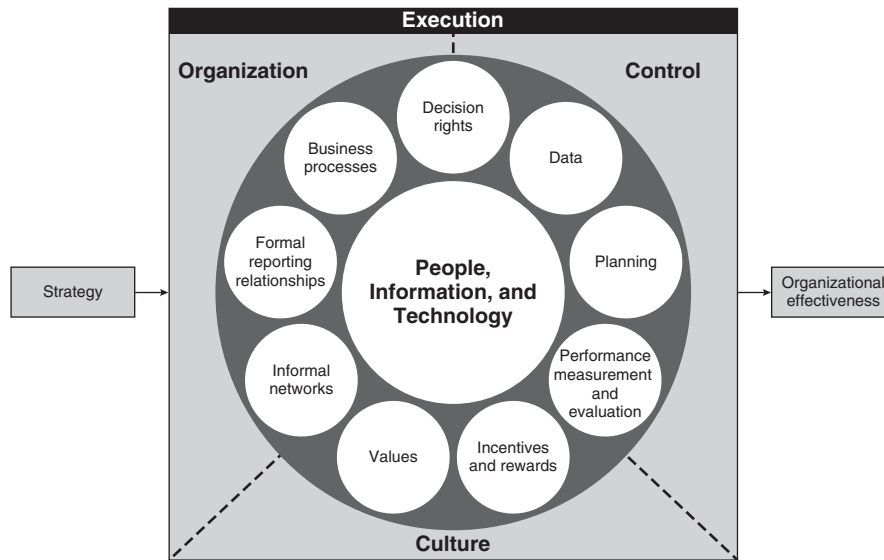 Execution
Organization
Control
Decision
rights
Business
processes
Data
Formal
reporting
relationships
Planning
People,
Information, and
Technology
Strategy
Organizational
effectiveness
Informal
networks
Performance
measurement
and
evaluation
Values
Incentives
and rewards
Culture